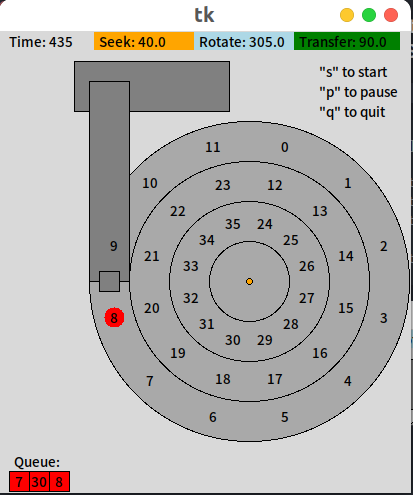 tk
Time: 435 Seek: 40.0 Rotate: 305.0 Transfer: 90.0
"s" to start
"p" to pause
"q" to quit
11 0
10 23 12 1
22 13
35 24
9 34 25 2
21 14
33 26
32 27
20 15
8 31 28 3
30 29
19 16
7 18 17 4
6 5
Queue:
7 30 8